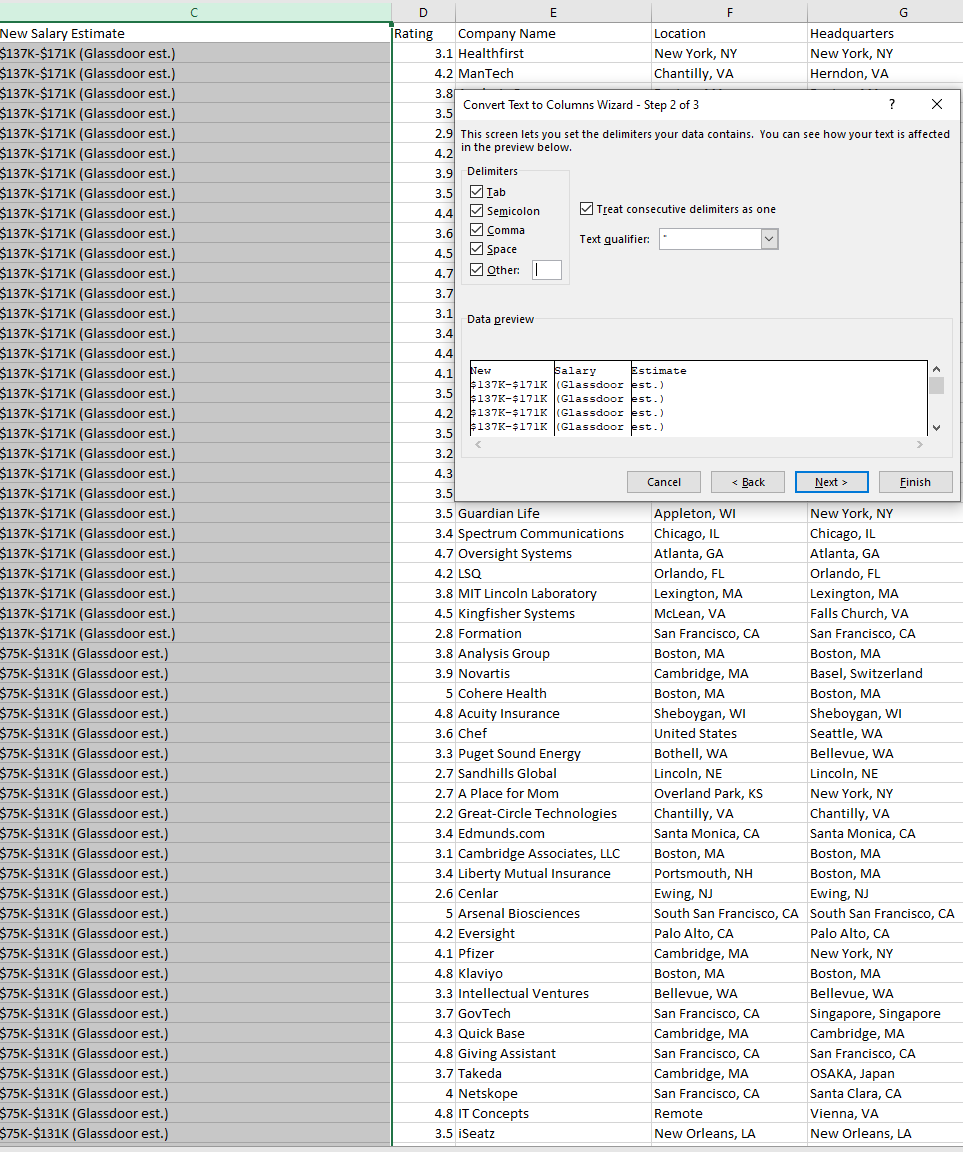 C D E F G
New Salary Estimate Rating Company Name Location Headquarters
$137K-$171K (Glassdoor est.) 3.1 Healthfirst New York, NY New York, NY
$137K-$171K (Glassdoor est.) 4.2 ManTech Chantilly, VA Herndon, VA
$137K-$171K (Glassdoor est.) 3.8
$137K-$171K (Glassdoor est.) 3.5
$137K-$171K (Glassdoor est.) 2.9
$137K-$171K (Glassdoor est.) 4.2
$137K-$171K (Glassdoor est.) 3.9
$137K-$171K (Glassdoor est.) 3.5
$137K-$171K (Glassdoor est.) 4.4
$137K-$171K (Glassdoor est.) 3.6
$137K-$171K (Glassdoor est.) 4.5
$137K-$171K (Glassdoor est.) 4.7
$137K-$171K (Glassdoor est.) 3.7
$137K-$171K (Glassdoor est.) 3.1
$137K-$171K (Glassdoor est.) 3.4
$137K-$171K (Glassdoor est.) 4.4
$137K-$171K (Glassdoor est.) 4.1
$137K-$171K (Glassdoor est.) 3.5
$137K-$171K (Glassdoor est.) 4.2
$137K-$171K (Glassdoor est.) 3.5
$137K-$171K (Glassdoor est.) 3.2
$137K-$171K (Glassdoor est.) 4.3
$137K-$171K (Glassdoor est.) 3.5
Convert Text to Columns Wizard - Step 2 of 3 ? ×
This screen lets you set the delimiters your data contains. You can see how your text is affected
in the preview below.
Delimiters
Tab
Semicolon
Comma
Space
Other:
Treat consecutive delimiters as one
Text qualifier: "
Data preview
New Salary Estimate
$137K-$171K (Glassdoor est.)
$137K-$171K (Glassdoor est.)
$137K-$171K (Glassdoor est.)
$137K-$171K (Glassdoor est.)
Cancel < Back Next > Finish
$137K-$171K (Glassdoor est.) 3.5 Guardian Life Appleton, WI New York, NY
$137K-$171K (Glassdoor est.) 3.4 Spectrum Communications Chicago, IL Chicago, IL
$137K-$171K (Glassdoor est.) 4.7 Oversight Systems Atlanta, GA Atlanta, GA
$137K-$171K (Glassdoor est.) 4.2 LSQ Orlando, FL Orlando, FL
$137K-$171K (Glassdoor est.) 3.8 MIT Lincoln Laboratory Lexington, MA Lexington, MA
$137K-$171K (Glassdoor est.) 4.5 Kingfisher Systems McLean, VA Falls Church, VA
$137K-$171K (Glassdoor est.) 2.8 Formation San Francisco, CA San Francisco, CA
$75K-$131K (Glassdoor est.) 3.8 Analysis Group Boston, MA Boston, MA
$75K-$131K (Glassdoor est.) 3.9 Novartis Cambridge, MA Basel, Switzerland
$75K-$131K (Glassdoor est.) 5 Cohere Health Boston, MA Boston, MA
$75K-$131K (Glassdoor est.) 4.8 Acuity Insurance Sheboygan, WI Sheboygan, WI
$75K-$131K (Glassdoor est.) 3.6 Chef United States Seattle, WA
$75K-$131K (Glassdoor est.) 3.3 Puget Sound Energy Bothell, WA Bellevue, WA
$75K-$131K (Glassdoor est.) 2.7 Sandhills Global Lincoln, NE Lincoln, NE
$75K-$131K (Glassdoor est.) 2.7 A Place for Mom Overland Park, KS New York, NY
$75K-$131K (Glassdoor est.) 2.2 Great-Circle Technologies Chantilly, VA Chantilly, VA
$75K-$131K (Glassdoor est.) 3.4 Edmunds.com Santa Monica, CA Santa Monica, CA
$75K-$131K (Glassdoor est.) 3.1 Cambridge Associates, LLC Boston, MA Boston, MA
$75K-$131K (Glassdoor est.) 3.4 Liberty Mutual Insurance Portsmouth, NH Boston, MA
$75K-$131K (Glassdoor est.) 2.6 Cenlar Ewing, NJ Ewing, NJ
$75K-$131K (Glassdoor est.) 5 Arsenal Biosciences South San Francisco, CA South San Francisco, CA
$75K-$131K (Glassdoor est.) 4.2 Eversight Palo Alto, CA Palo Alto, CA
$75K-$131K (Glassdoor est.) 4.1 Pfizer Cambridge, MA New York, NY
$75K-$131K (Glassdoor est.) 4.8 Klaviyo Boston, MA Boston, MA
$75K-$131K (Glassdoor est.) 3.3 Intellectual Ventures Bellevue, WA Bellevue, WA
$75K-$131K (Glassdoor est.) 3.7 GovTech San Francisco, CA Singapore, Singapore
$75K-$131K (Glassdoor est.) 4.3 Quick Base Cambridge, MA Cambridge, MA
$75K-$131K (Glassdoor est.) 4.8 Giving Assistant San Francisco, CA San Francisco, CA
$75K-$131K (Glassdoor est.) 3.7 Takeda Cambridge, MA OSAKA, Japan
$75K-$131K (Glassdoor est.) 4 Netskope San Francisco, CA Santa Clara, CA
$75K-$131K (Glassdoor est.) 4.8 IT Concepts Remote Vienna, VA
$75K-$131K (Glassdoor est.) 3.5 iSeatz New Orleans, LA New Orleans, LA